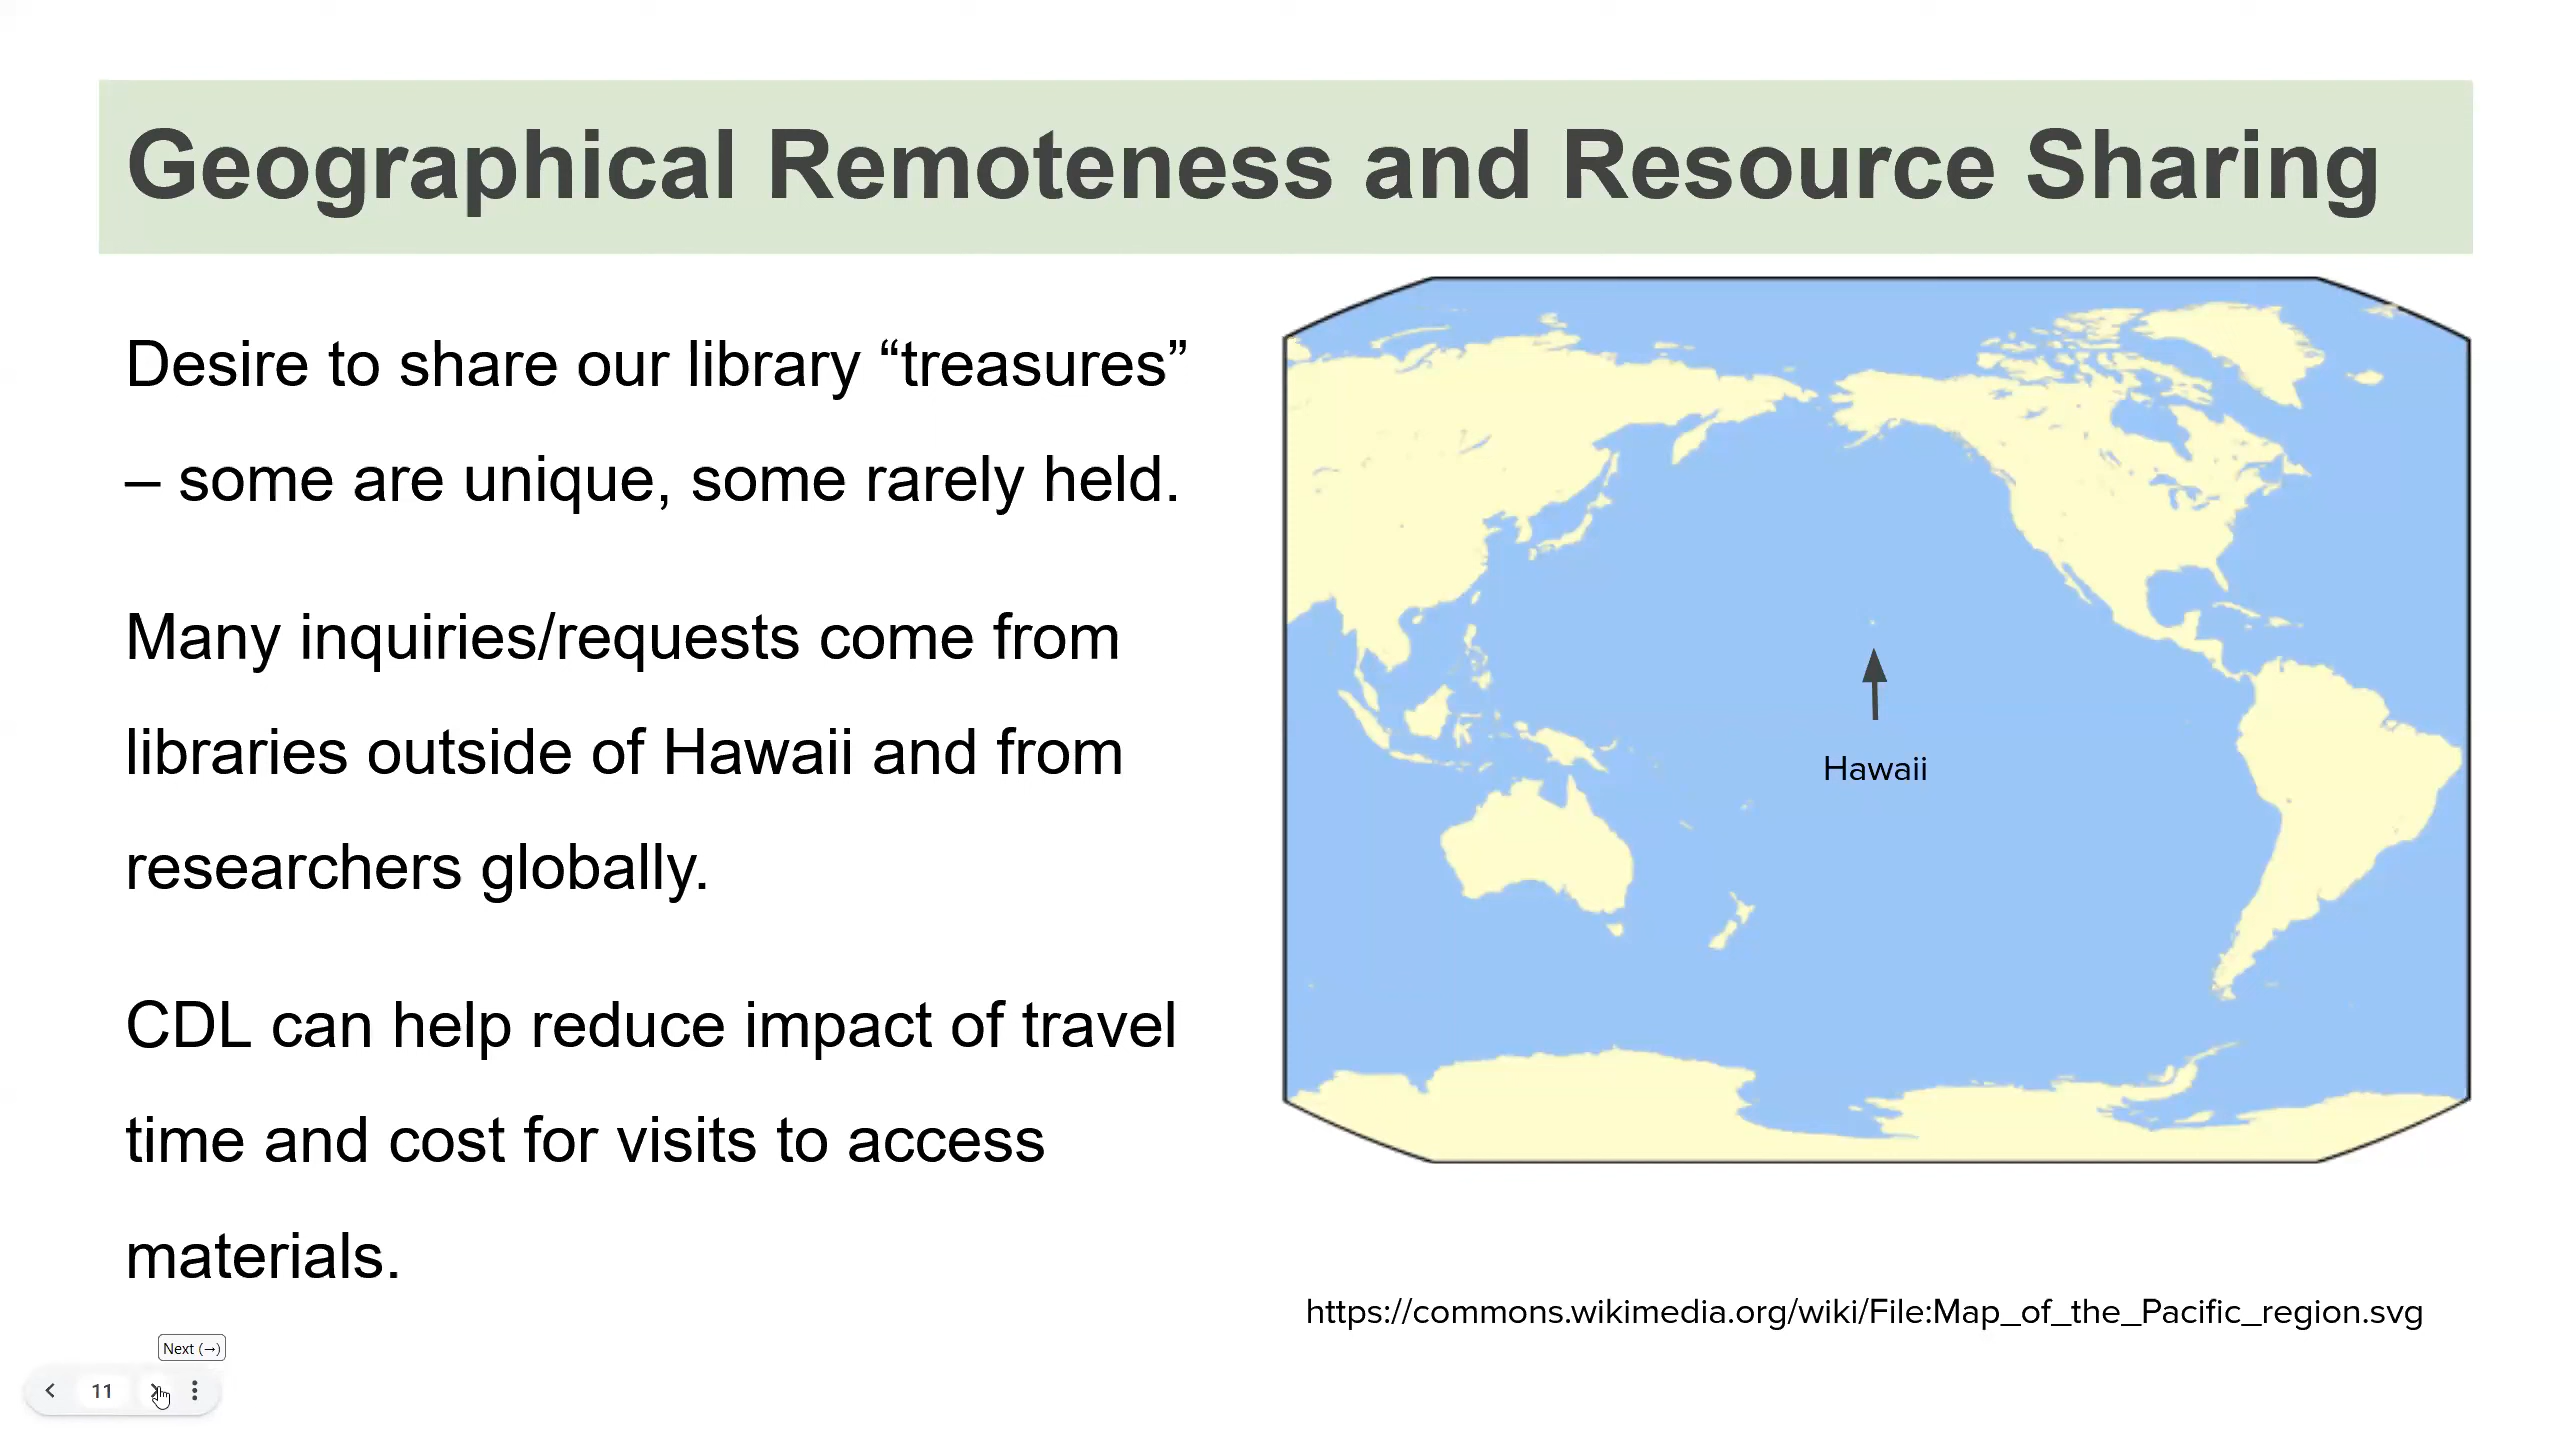 Geographical Remoteness and Resource Sharing
Desire to share our library “treasures”
– some are unique, some rarely held.
Many inquiries/requests come from
libraries outside of Hawaii and from
researchers globally.
CDL can help reduce impact of travel
time and cost for visits to access
materials.
Hawaii
https://commons.wikimedia.org/wiki/File:Map_of_the_Pacific_region.svg
Next (→)
11